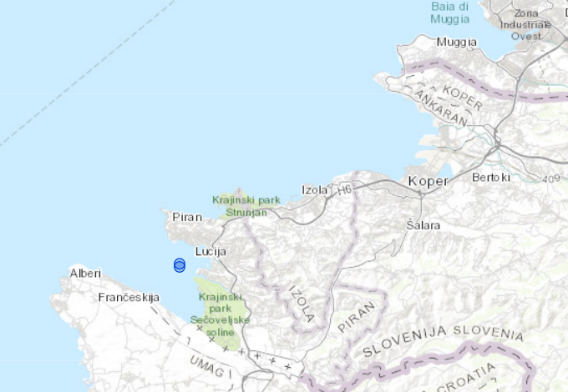 Baia di
Muggia
Zona
Industriale
Ovest
Muggia
KOPER
ANKARAN
Koper
Bertoki
409
Izola
H6
Krajinski park
Strunjan
Piran
Šalara
Lucija
Alberi
Frančeskija
Krajinski
park
Sečoveljske
soline
IZOLA
PIRAN
SLOVENIJA SLOVENIA
UMAG
CROATIA